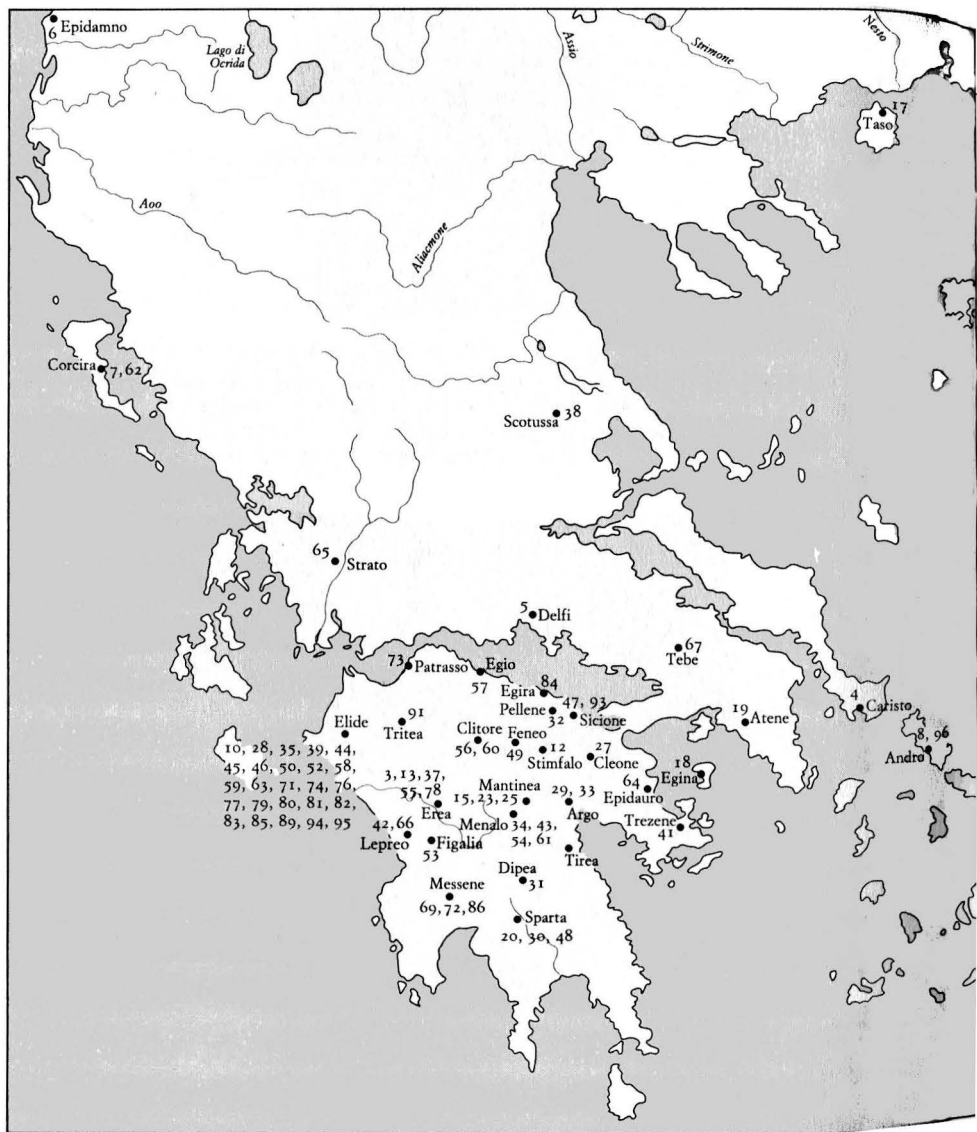 6 Epidamno
Lago di
Ocrida
Assio
Strimone
Nesto
17
Taso
Aoo
Aliacmone
Corcira
7, 62
Scotussa
38
65
Strato
5
Delfi
67
Tebe
73
Patrasso
Egio
57
Egira
84
Pellene
32
47, 93
Sicione
4
Caristo
8, 96
Andro
19
Atene
Elide
10, 28, 35, 39, 44,
45, 46, 50, 52, 58,
59, 63, 71, 74, 76,
77, 79, 80, 81, 82,
83, 85, 89, 94, 95
91
Tritea
Clitore
56, 60
Feneo
49
12
Stimfalo
27
Cleone
18
Egina
64
Epidauro
3, 13, 37,
55, 78
Erea
Mantinea
15, 23, 25
29, 33
Argo
Menalo
34, 43,
54, 61
Trezene
41
42, 66
Lepreo
Figalia
53
Tirea
Dipea
31
Messene
69, 72, 86
Sparta
20, 30, 48